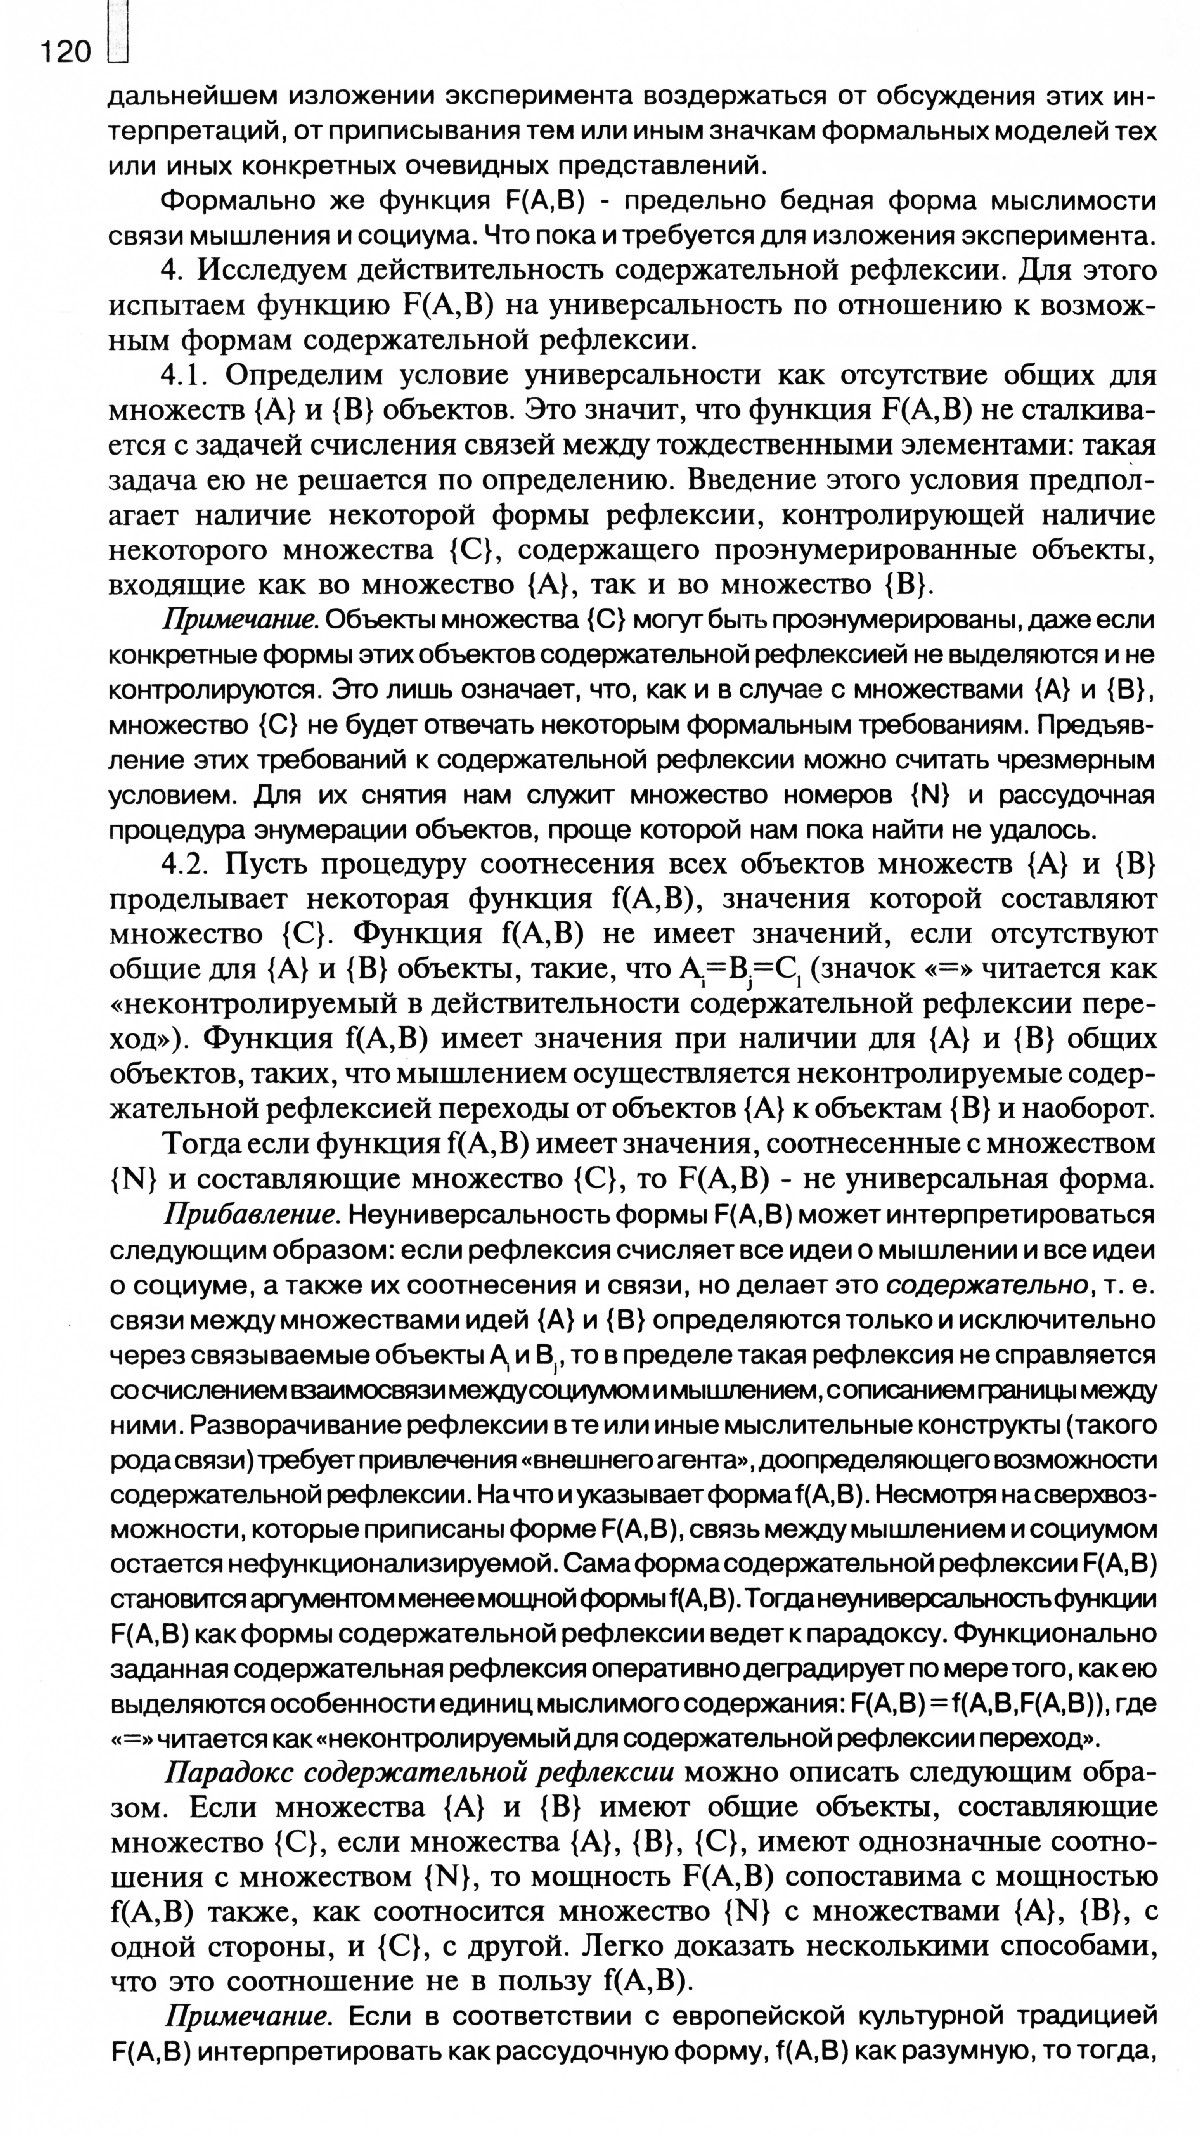 120
дальнейшем изложении эксперимента воздержаться от обсуждения этих ин-
терпретаций, от приписывания тем или иным значкам формальных моделей тех
или иных конкретных очевидных представлений.
Формально же функция F(A,B) - предельно бедная форма мыслимости
связи мышления и социума. Что пока и требуется для изложения эксперимента.
4. Исследуем действительность содержательной рефлексии. Для этого
испытаем функцию F(A,B) на универсальность по отношению к возмож-
ным формам содержательной рефлексии.
4.1. Определим условие универсальности как отсутствие общих для
множеств {A} и {B} объектов. Это значит, что функция F(A,B) не сталкива-
ется с задачей счисления связей между тождественными элементами: такая
задача ею не решается по определению. Введение этого условия предпол-
агает наличие некоторой формы рефлексии, контролирующей наличие
некоторого множества {C}, содержащего проэнумерированные объекты,
входящие как во множество {A}, так и во множество {B}.
Примечание. Объекты множества {C} могут быть проэнумерированы, даже если
конкретные формы этих объектов содержательной рефлексией не выделяются и не
контролируются. Это лишь означает, что, как и в случае с множествами {A} и {B},
множество {C} не будет отвечать некоторым формальным требованиям. Предъяв-
ление этих требований к содержательной рефлексии можно считать чрезмерным
условием. Для их снятия нам служит множество номеров {N} и рассудочная
процедура энумерации объектов, проще которой нам пока найти не удалось.
4.2. Пусть процедуру соотнесения всех объектов множеств {A} и {B}
проделывает некоторая функция f(A,B), значения которой составляют
множество {C}. Функция f(A,B) не имеет значений, если отсутствуют
общие для {A} и {B} объекты, такие, что Ai=Bj=Cl (значок «=» читается как
«неконтролируемый в действительности содержательной рефлексии пере-
ход»). Функция f(A,B) имеет значения при наличии для {A} и {B} общих
объектов, таких, что мышлением осуществляется неконтролируемые содер-
жательной рефлексией переходы от объектов {A} к объектам {B} и наоборот.
Тогда если функция f(A,B) имеет значения, соотнесенные с множеством
{N} и составляющие множество {C}, то F(A,B) - не универсальная форма.
Прибавление. Неуниверсальность формы F(A,B) может интерпретироваться
следующим образом: если рефлексия счисляет все идеи о мышлении и все идеи
о социуме, а также их соотнесения и связи, но делает это содержательно, т. е.
связи между множествами идей {A} и {B} определяются только и исключительно
через связываемые объекты Ai и Bj, то в пределе такая рефлексия не справляется
со счислением взаимосвязи между социумом и мышлением, с описанием границы между
ними. Разворачивание рефлексии в те или иные мыслительные конструкты (такого
рода связи) требует привлечения «внешнего агента», доопределяющего возможности
содержательной рефлексии. На что и указывает форма f(A,B). Несмотря на сверхвоз-
можности, которые приписаны форме F(A,B), связь между мышлением и социумом
остается нефункционализируемой. Сама форма содержательной рефлексии F(A,B)
становится аргументом менее мощной формы f(A,B). Тогда неуниверсальность функции
F(A,B) как формы содержательной рефлексии ведет к парадоксу. Функционально
заданная содержательная рефлексия оперативно деградирует по мере того, как ею
выделяются особенности единиц мыслимого содержания: F(A,B)=f(A,B,F(A,B)), где
«=» читается как «неконтролируемый для содержательной рефлексии переход».
Парадокс содержательной рефлексии можно описать следующим обра-
зом. Если множества {A} и {B} имеют общие объекты, составляющие
множество {C}, если множества {A}, {B}, {C}, имеют однозначные соотно-
шения с множеством {N}, то мощность F(A,B) сопоставима с мощностью
f(A,B) также, как соотносится множество {N} с множествами {A}, {B}, с
одной стороны, и {C}, с другой. Легко доказать несколькими способами,
что это соотношение не в пользу f(A,B).
Примечание. Если в соответствии с европейской культурной традицией
F(A,B) интерпретировать как рассудочную форму, f(A,B) как разумную, то тогда,